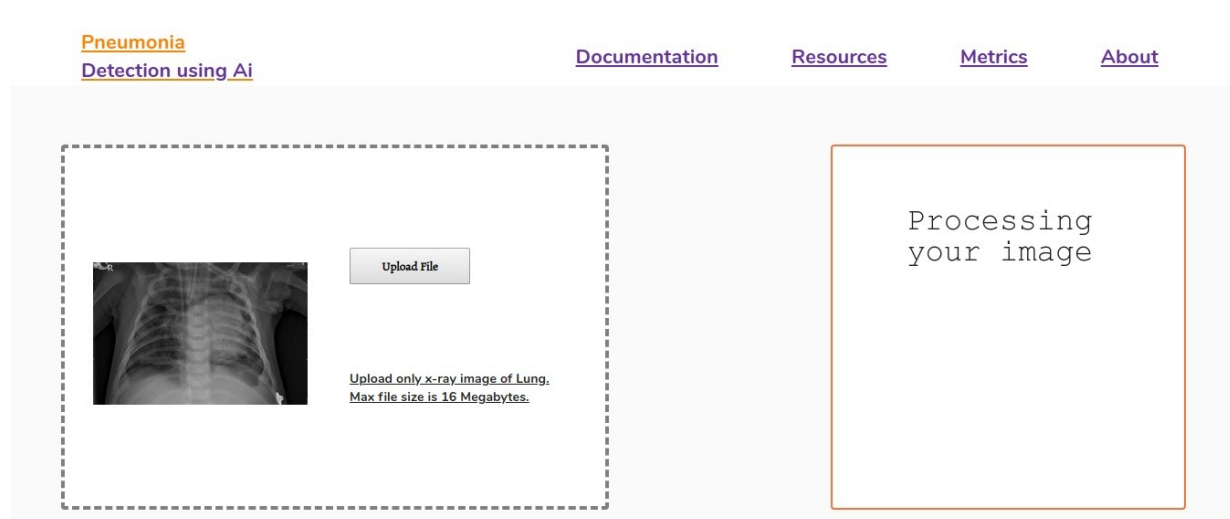 Pneumonia
Detection using Ai
Documentation
Resources
Metrics
About
R
Upload File
Upload only x-ray image of Lung.
Max file size is 16 Megabytes.
Processing
your image